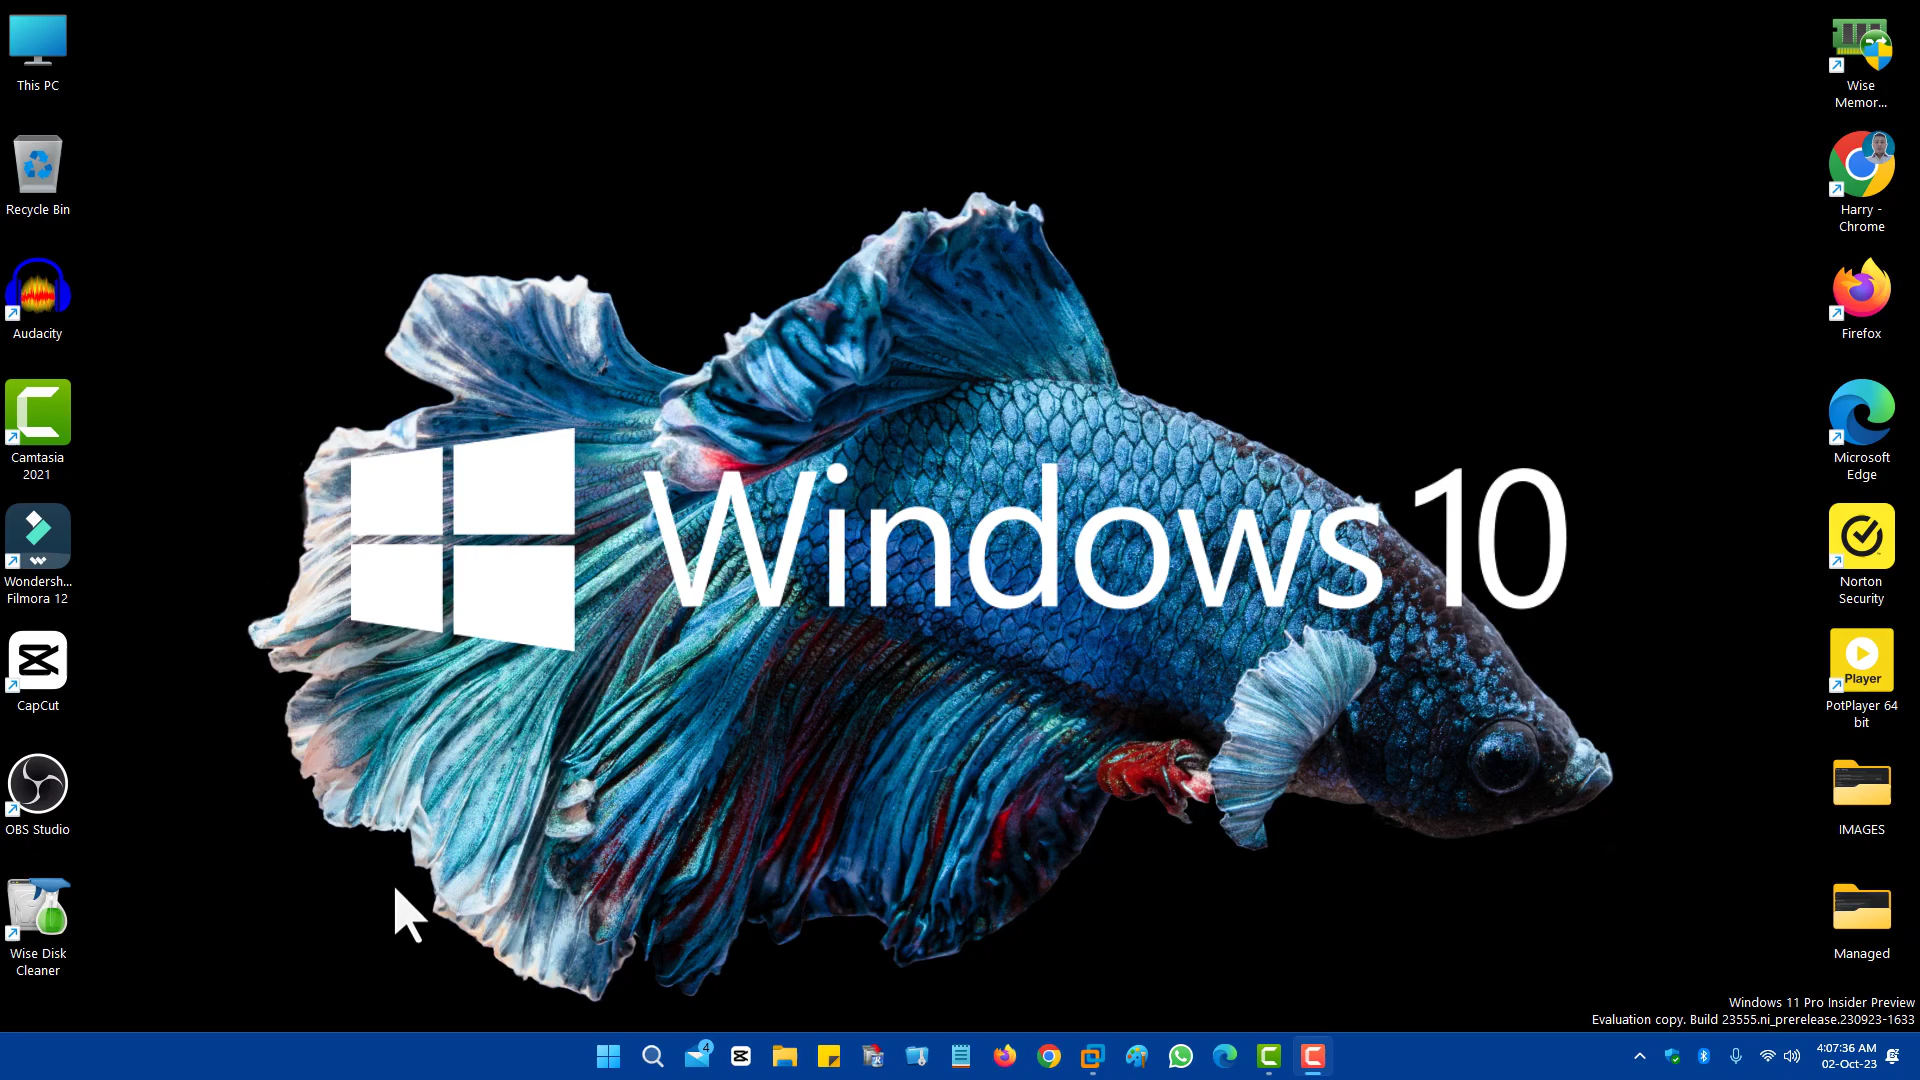 This PC
Recycle Bin
Audacity
Camtasia
2021
Wondersh...
Filmora 12
CapCut
OBS Studio
Wise Disk
Cleaner
Windows 10
Wise
Memor...
Harry -
Chrome
Firefox
Microsoft
Edge
Norton
Security
Player
PotPlayer 64
bit
IMAGES
Managed
Windows 11 Pro Insider Preview
Evaluation copy. Build 23555.ni_prerelease.230923-1633
4
4:07:36 AM
02-Oct-23